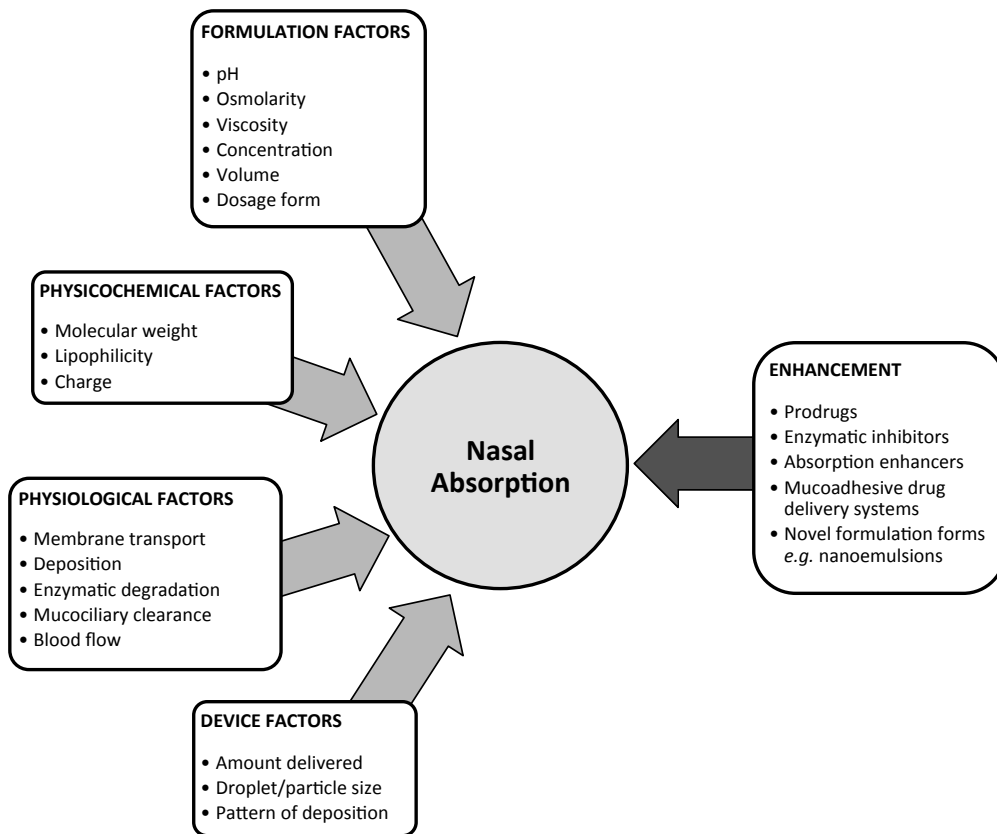 FORMULATION FACTORS
• pH
• Osmolarity
• Viscosity
• Concentration
• Volume
• Dosage form
PHYSICOCHEMICAL FACTORS
• Molecular weight
• Lipophilicity
• Charge
PHYSIOLOGICAL FACTORS
• Membrane transport
• Deposition
• Enzymatic degradation
• Mucociliary clearance
• Blood flow
DEVICE FACTORS
• Amount delivered
• Droplet/particle size
• Pattern of deposition
Nasal
Absorption
ENHANCEMENT
• Prodrugs
• Enzymatic inhibitors
• Absorption enhancers
• Mucoadhesive drug
delivery systems
• Novel formulation forms
e.g. nanoemulsions